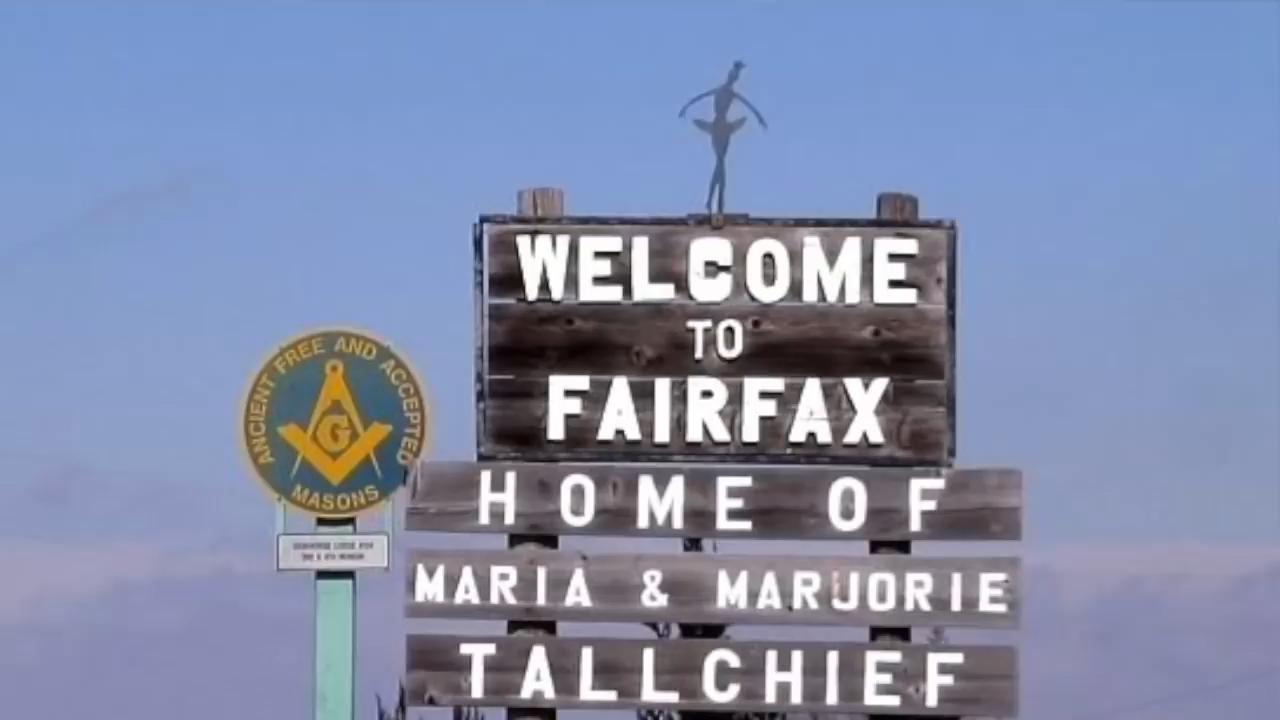 WELCOME
TO
FAIRFAX
HOME OF
MARIA & MARJORIE
TALLCHIEF
ANCIENT FREE AND ACCEPTED
MASONS
G